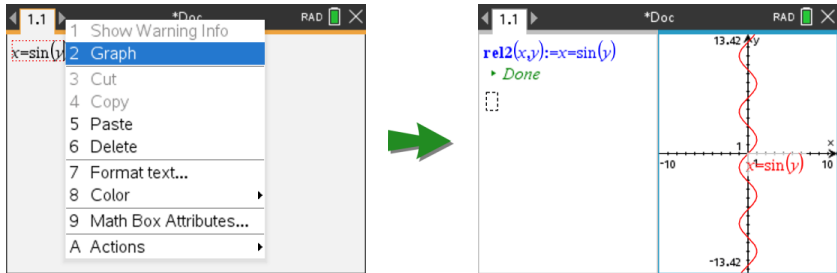 1.1 *Doc RAD
x=sin(y
1 Show Warning Info
2 Graph
3 Cut
4 Copy
5 Paste
6 Delete
7 Format text...
8 Color
9 Math Box Attributes...
A Actions
1.1 *Doc RAD
rel2(x,y):=x=sin(y)
Done
13.42 y
1
x
-10 1 10
x=sin(y)
-13.42